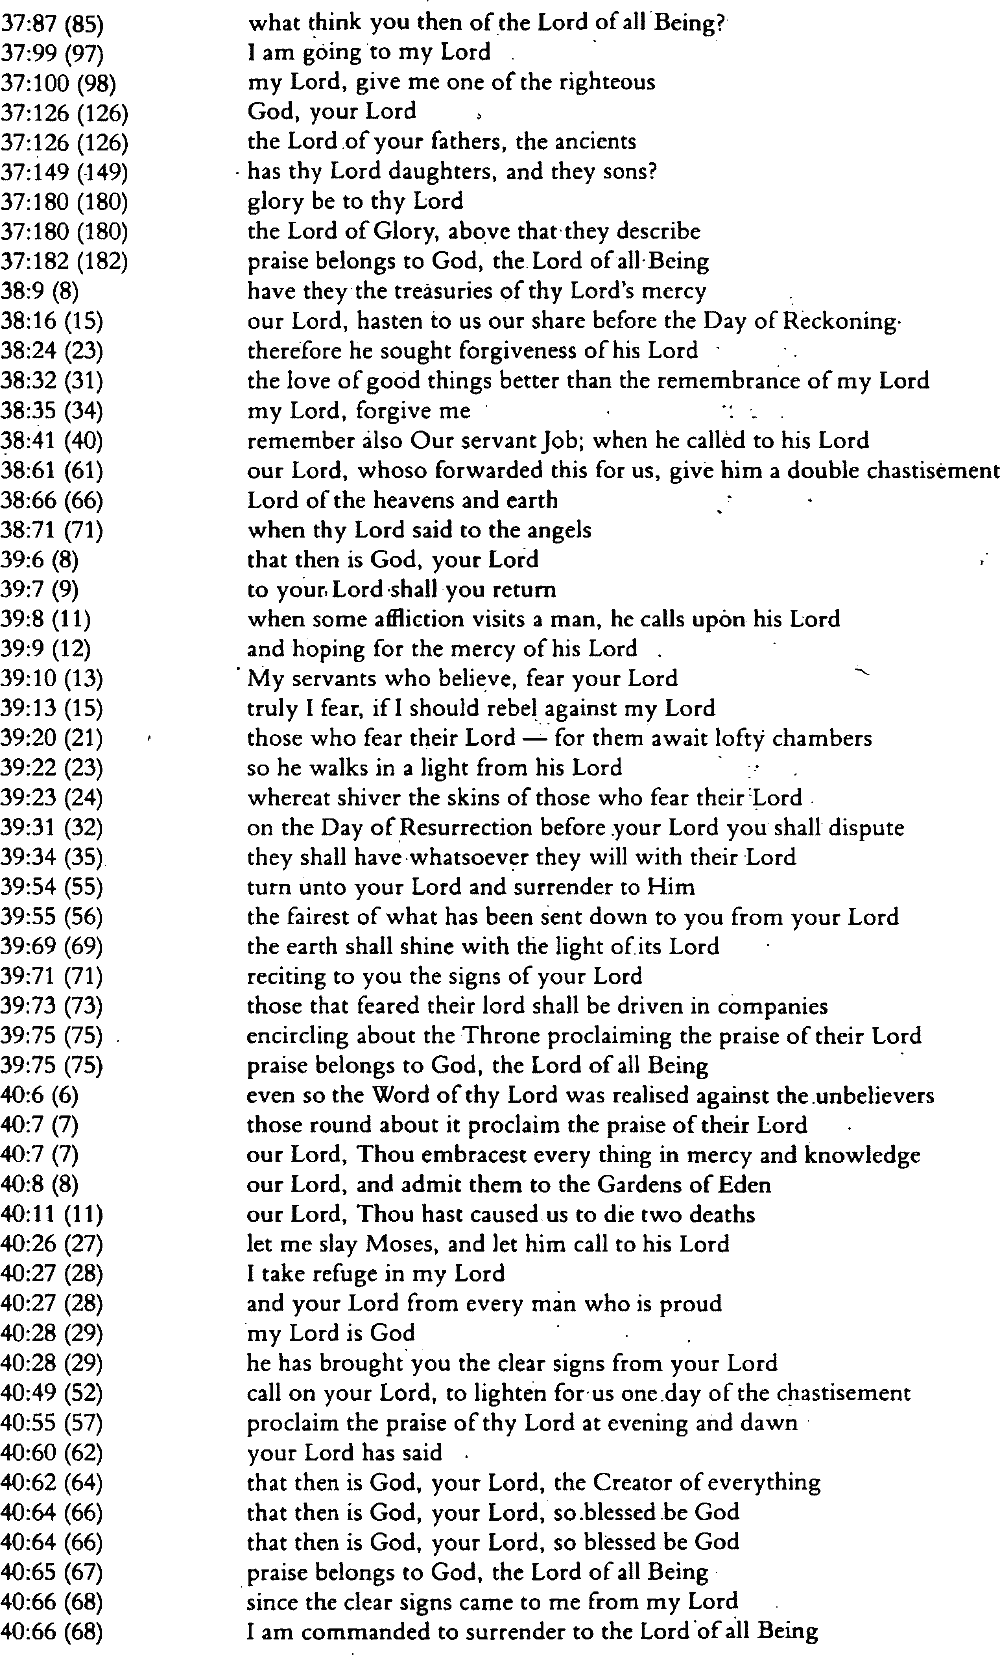 37:87 (85) what think you then of the Lord of all Being?
37:99 (97) I am going to my Lord
37:100 (98) my Lord, give me one of the righteous
37:126 (126) God, your Lord
37:126 (126) the Lord of your fathers, the ancients
37:149 (149) has thy Lord daughters, and they sons?
37:180 (180) glory be to thy Lord
37:180 (180) the Lord of Glory, above that they describe
37:182 (182) praise belongs to God, the Lord of all Being
38:9 (8) have they the treasuries of thy Lord's mercy
38:16 (15) our Lord, hasten to us our share before the Day of Reckoning
38:24 (23) therefore he sought forgiveness of his Lord
38:32 (31) the love of good things better than the remembrance of my Lord
38:35 (34) my Lord, forgive me
38:41 (40) remember also Our servant Job; when he called to his Lord
38:61 (61) our Lord, whoso forwarded this for us, give him a double chastisement
38:66 (66) Lord of the heavens and earth
38:71 (71) when thy Lord said to the angels
39:6 (8) that then is God, your Lord
39:7 (9) to your Lord shall you return
39:8 (11) when some affliction visits a man, he calls upon his Lord
39:9 (12) and hoping for the mercy of his Lord
39:10 (13) My servants who believe, fear your Lord
39:13 (15) truly I fear, if I should rebel against my Lord
39:20 (21) those who fear their Lord — for them await lofty chambers
39:22 (23) so he walks in a light from his Lord
39:23 (24) whereat shiver the skins of those who fear their Lord
39:31 (32) on the Day of Resurrection before your Lord you shall dispute
39:34 (35) they shall have whatsoever they will with their Lord
39:54 (55) turn unto your Lord and surrender to Him
39:55 (56) the fairest of what has been sent down to you from your Lord
39:69 (69) the earth shall shine with the light of its Lord
39:71 (71) reciting to you the signs of your Lord
39:73 (73) those that feared their lord shall be driven in companies
39:75 (75) encircling about the Throne proclaiming the praise of their Lord
39:75 (75) praise belongs to God, the Lord of all Being
40:6 (6) even so the Word of thy Lord was realised against the unbelievers
40:7 (7) those round about it proclaim the praise of their Lord
40:7 (7) our Lord, Thou embracest every thing in mercy and knowledge
40:8 (8) our Lord, and admit them to the Gardens of Eden
40:11 (11) our Lord, Thou hast caused us to die two deaths
40:26 (27) let me slay Moses, and let him call to his Lord
40:27 (28) I take refuge in my Lord
40:27 (28) and your Lord from every man who is proud
40:28 (29) my Lord is God
40:28 (29) he has brought you the clear signs from your Lord
40:49 (52) call on your Lord, to lighten for us one day of the chastisement
40:55 (57) proclaim the praise of thy Lord at evening and dawn
40:60 (62) your Lord has said
40:62 (64) that then is God, your Lord, the Creator of everything
40:64 (66) that then is God, your Lord, so blessed be God
40:64 (66) that then is God, your Lord, so blessed be God
40:65 (67) praise belongs to God, the Lord of all Being
40:66 (68) since the clear signs came to me from my Lord
40:66 (68) I am commanded to surrender to the Lord of all Being